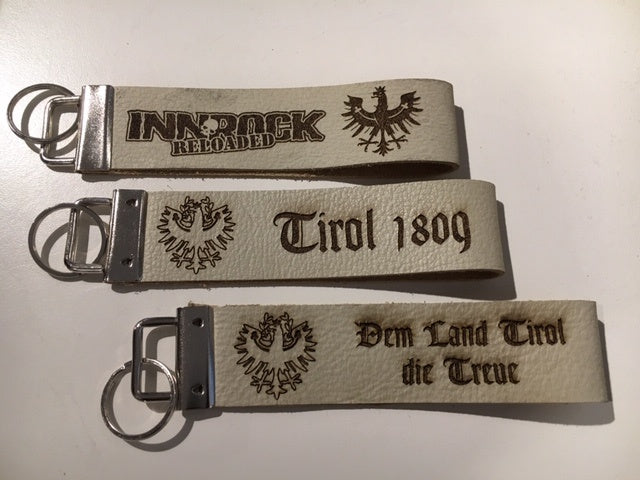 INNROCK
RELOADED
Tirol 1809
Dem Land Tirol
die Treue